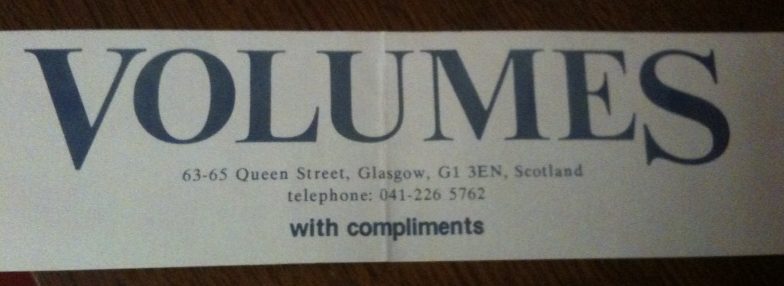 VOLUMES
63-65 Queen Street, Glasgow, G1 3EN, Scotland
telephone: 041-226 5762
with compliments